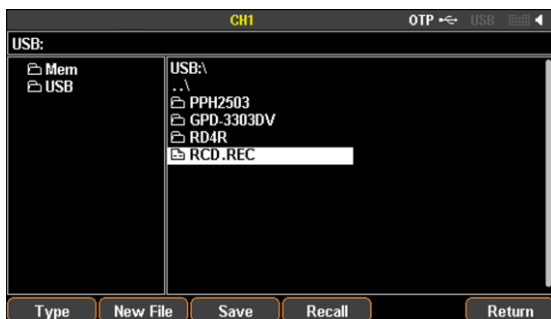 CH1 OTP USB
USB:
Mem
USB
USB:\
..\
PPH2503
GPD-3303DV
RD4R
RCD.REC
Type New File Save Recall Return